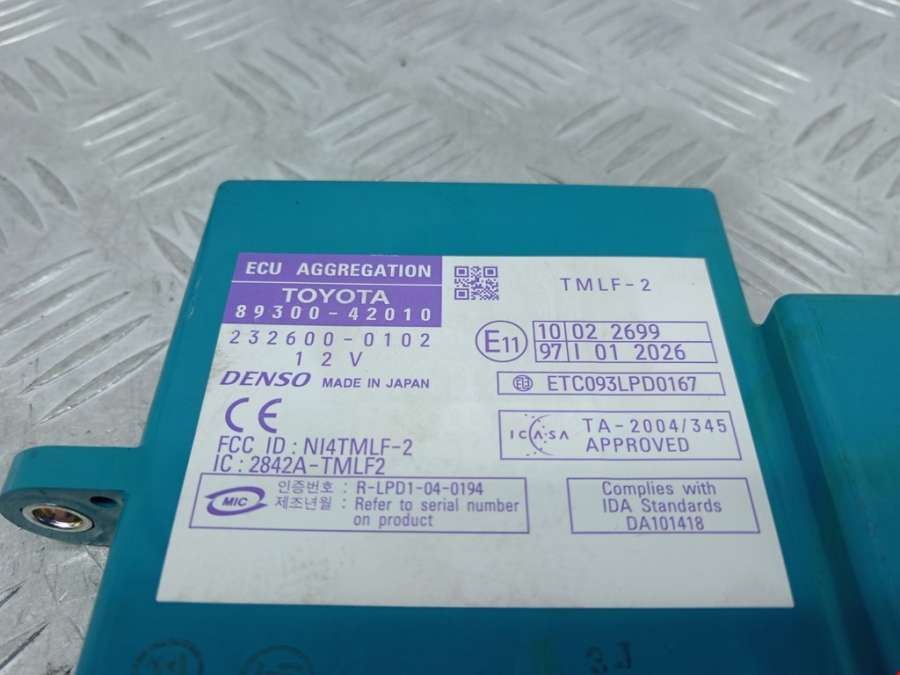 ECU AGGREGATION
TOYOTA
89300-42010
232600-0102
12V
DENSO MADE IN JAPAN
CE
FCC ID : NI4TMLF-2
IC : 2842A-TMLF2
MIC
인증번호 : R-LPD1-04-0194
제조년월 : Refer to serial number
on product
TMLF-2
E11
10 02 2699
97 I 01 2026
ETC093LPD0167
ICASA
TA-2004/345
APPROVED
Complies with
IDA Standards
DA101418